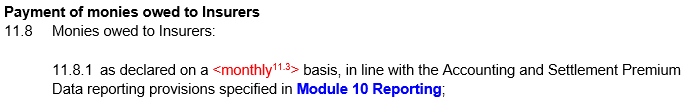 Payment of monies owed to Insurers
11.8 Monies owed to Insurers:
11.8.1 as declared on a <monthly11.3> basis, in line with the Accounting and Settlement Premium
Data reporting provisions specified in Module 10 Reporting;